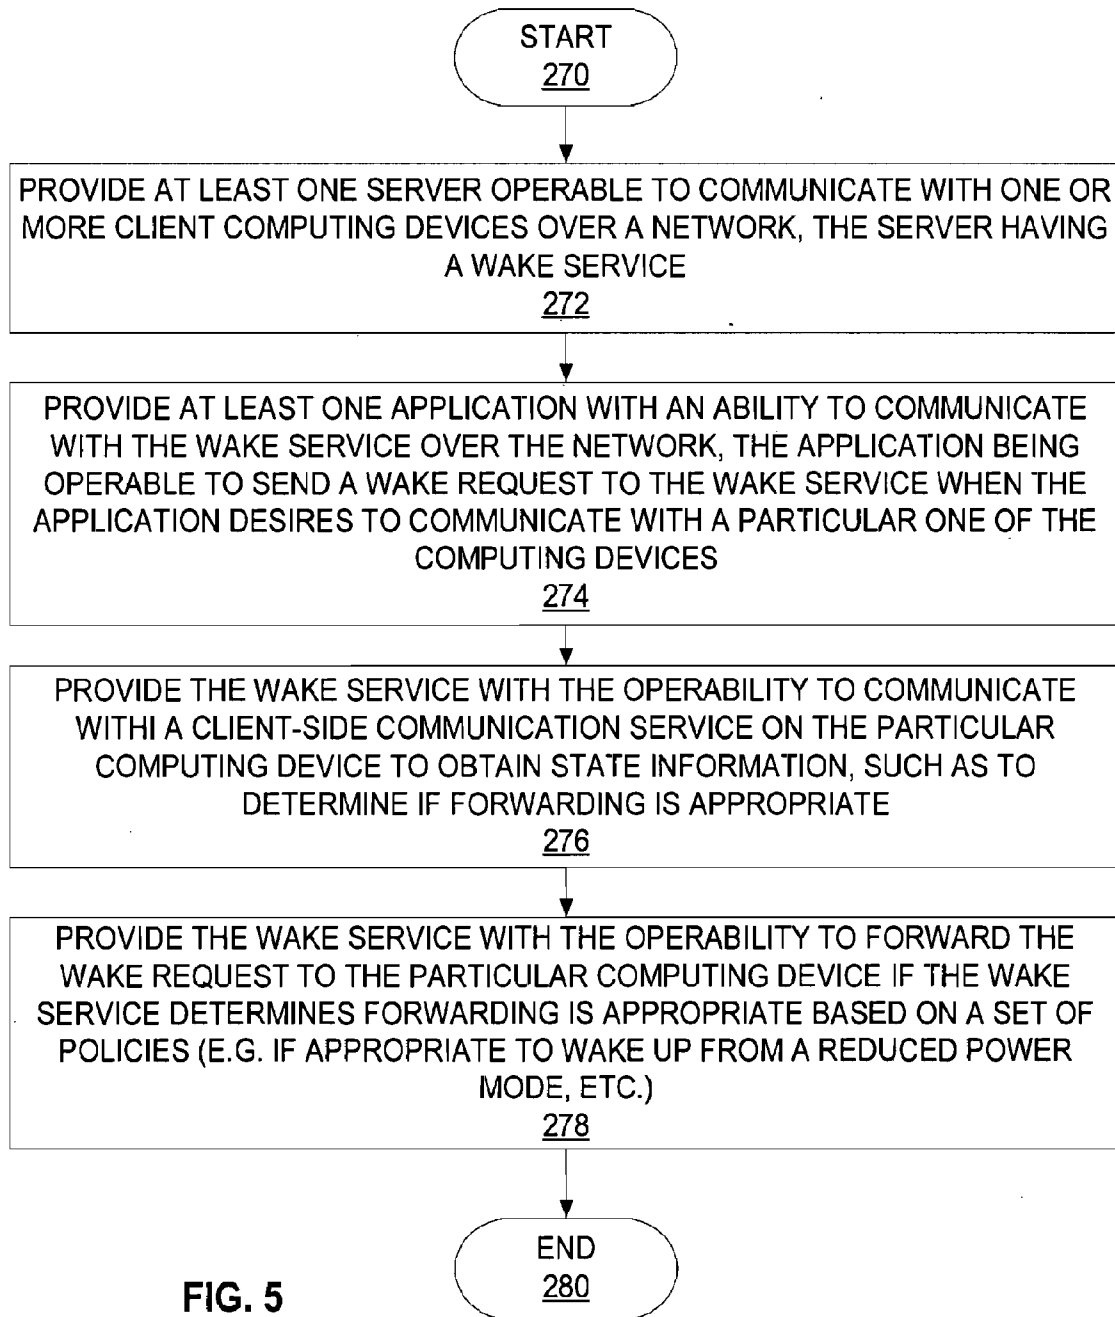 START
270
PROVIDE AT LEAST ONE SERVER OPERABLE TO COMMUNICATE WITH ONE OR
MORE CLIENT COMPUTING DEVICES OVER A NETWORK, THE SERVER HAVING
A WAKE SERVICE
272
PROVIDE AT LEAST ONE APPLICATION WITH AN ABILITY TO COMMUNICATE
WITH THE WAKE SERVICE OVER THE NETWORK, THE APPLICATION BEING
OPERABLE TO SEND A WAKE REQUEST TO THE WAKE SERVICE WHEN THE
APPLICATION DESIRES TO COMMUNICATE WITH A PARTICULAR ONE OF THE
COMPUTING DEVICES
274
PROVIDE THE WAKE SERVICE WITH THE OPERABILITY TO COMMUNICATE
WITHI A CLIENT-SIDE COMMUNICATION SERVICE ON THE PARTICULAR
COMPUTING DEVICE TO OBTAIN STATE INFORMATION, SUCH AS TO
DETERMINE IF FORWARDING IS APPROPRIATE
276
PROVIDE THE WAKE SERVICE WITH THE OPERABILITY TO FORWARD THE
WAKE REQUEST TO THE PARTICULAR COMPUTING DEVICE IF THE WAKE
SERVICE DETERMINES FORWARDING IS APPROPRIATE BASED ON A SET OF
POLICIES (E.G. IF APPROPRIATE TO WAKE UP FROM A REDUCED POWER
MODE, ETC.)
278
END
280
FIG. 5